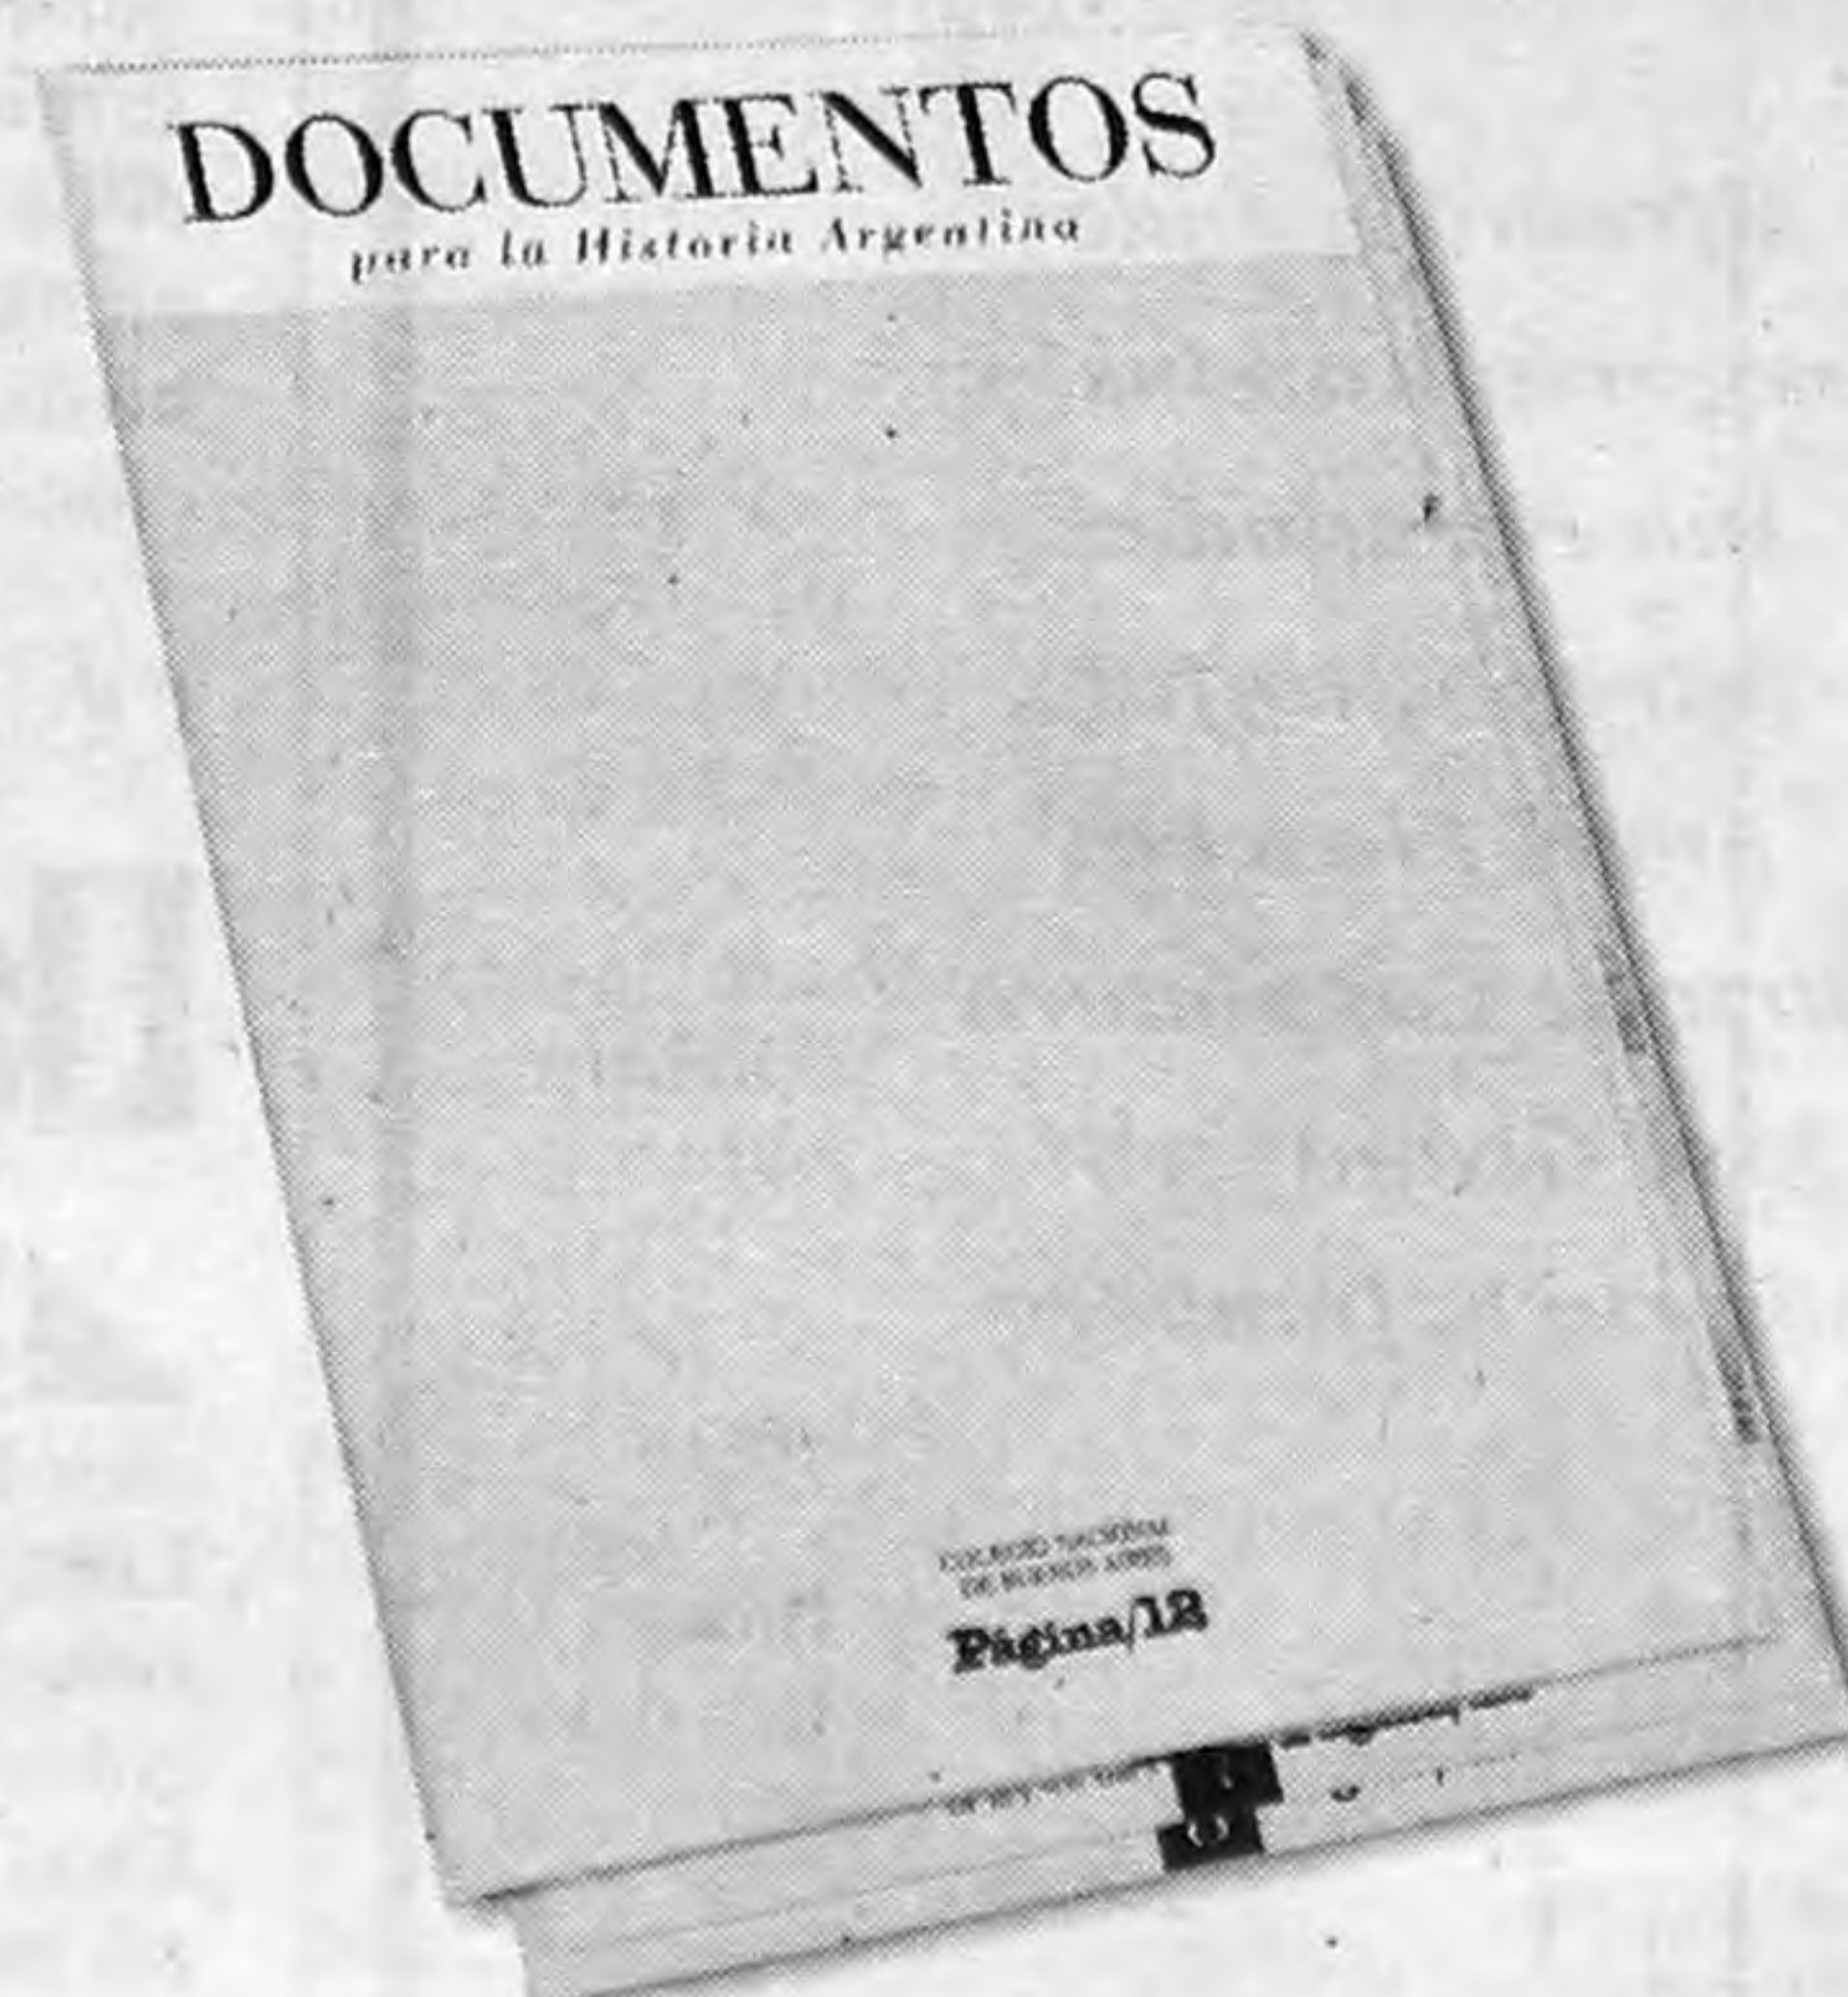 DOCUMENTOS
para la Historia Argentina
COLEGIO NACIONAL
DE BUENOS AIRES
Página/12